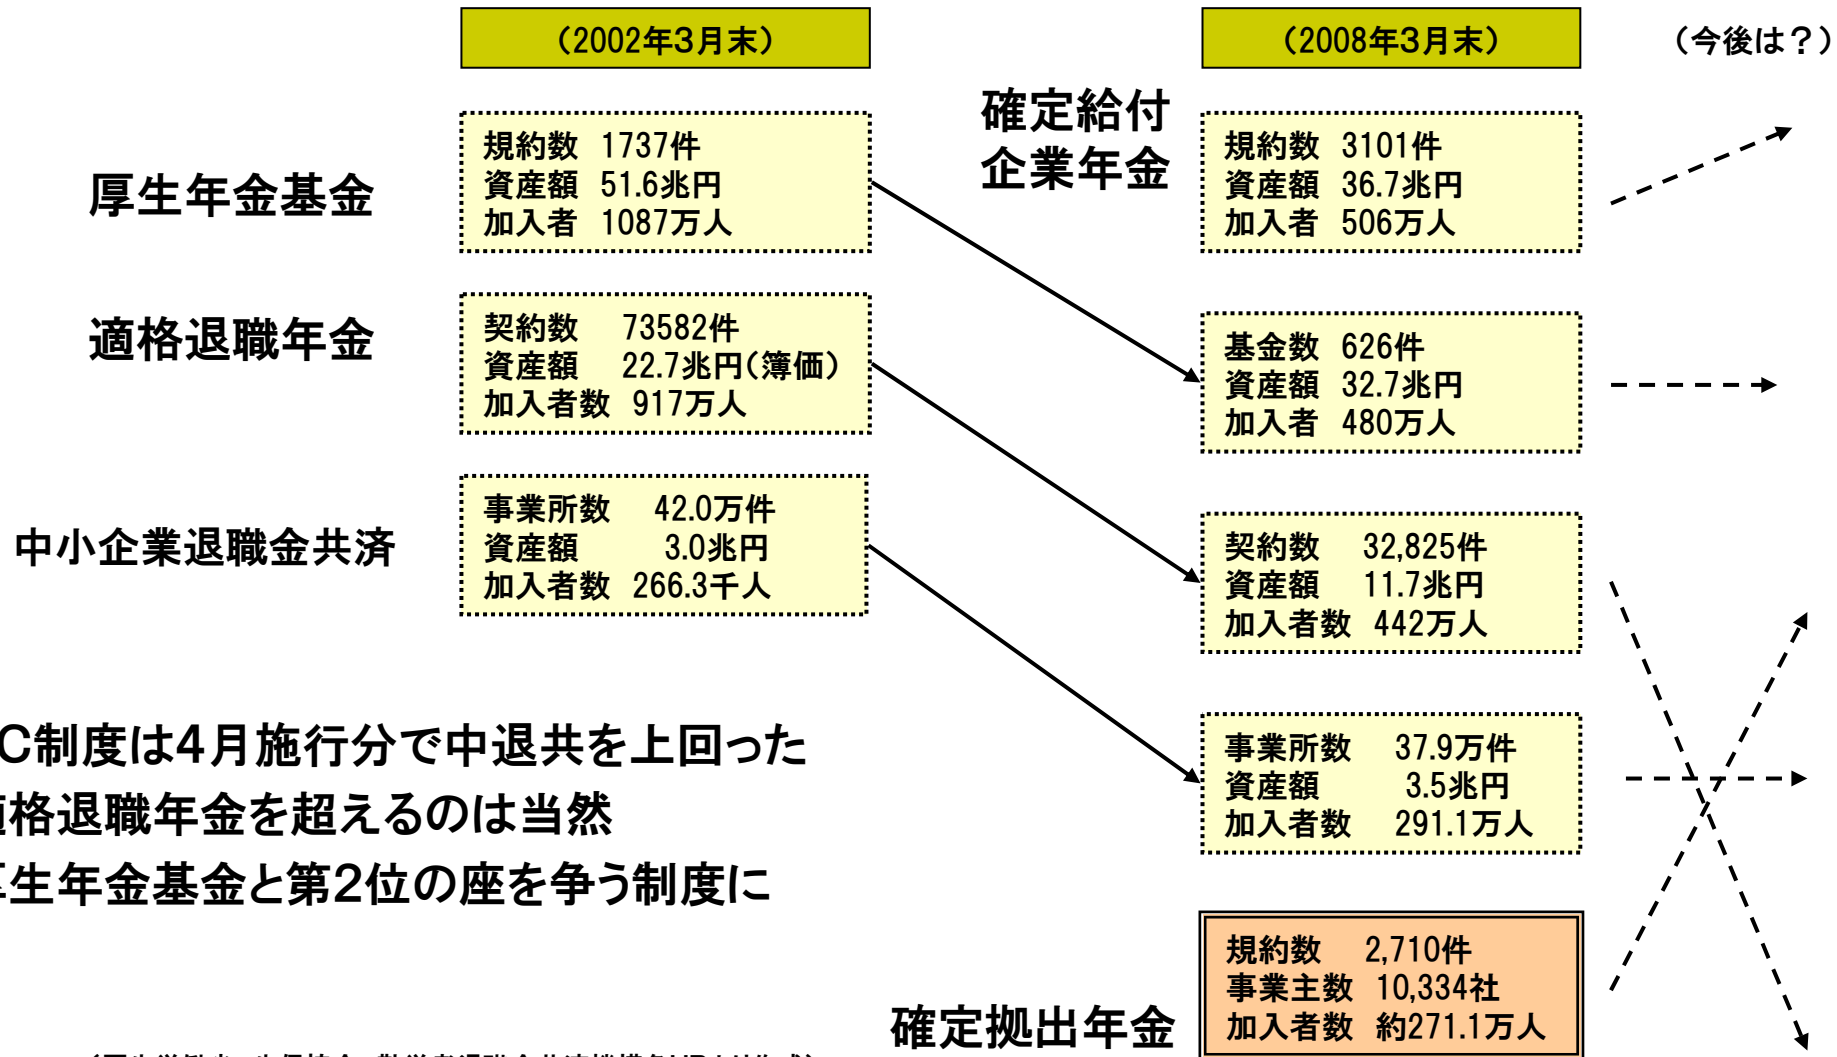 （2002年３月末）
（2008年３月末）
（今後は？）
厚生年金基金
規約数 1737件
資産額 51.6兆円
加入者 1087万人
確定給付
企業年金
規約数 3101件
資産額 36.7兆円
加入者 506万人
適格退職年金
契約数 73582件
資産額 22.7兆円（簿価）
加入者数 917万人
基金数 626件
資産額 32.7兆円
加入者 480万人
中小企業退職金共済
事業所数 42.0万件
資産額 3.0兆円
加入者数 266.3千人
契約数 32,825件
資産額 11.7兆円
加入者数 442万人
事業所数 37.9万件
資産額 3.5兆円
加入者数 291.1万人
C制度は４月施行分で中退共を上回った
格退職年金を超えるのは当然
生年金基金と第２位の座を争う制度に
確定拠出年金
規約数 2,710件
事業主数 10,334社
加入者数 約271.1万人